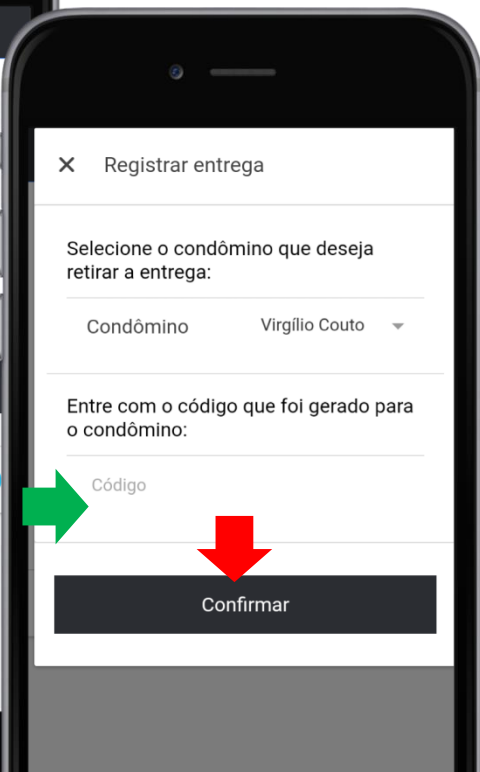 Registrar entrega
Selecione o condômino que deseja
retirar a entrega:
Condômino Virgílio Couto
Entre com o código que foi gerado para
o condômino:
Código
Confirmar